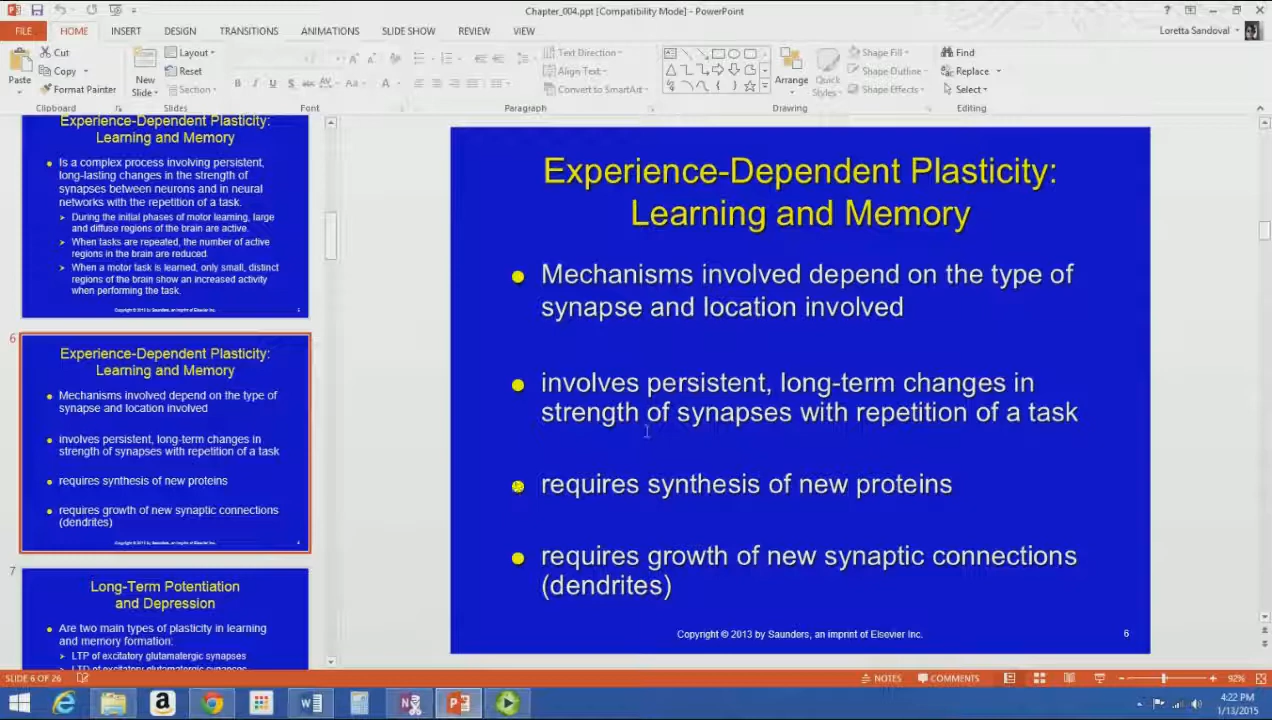 Chapter_004.ppt [Compatibility Mode] - PowerPoint
FILE HOME INSERT DESIGN TRANSITIONS ANIMATIONS SLIDE SHOW REVIEW VIEW
Loretta Sandoval
Paste
Cut
Copy
Format Painter
Clipboard
New
Slide
Layout
Reset
Section
Slides
Font
Text Direction
Align Text
Convert to SmartArt
Paragraph
Arrange
Quick
Styles
Shape Fill
Shape Outline
Shape Effects
Drawing
Find
Replace
Select
Editing
Experience-Dependent Plasticity:
Learning and Memory
Is a complex process involving persistent,
long-lasting changes in the strength of
synapses between neurons and in neural
networks with the repetition of a task.
During the initial phases of motor learning, large
and diffuse regions of the brain are active.
When tasks are repeated, the number of active
regions in the brain are reduced.
When a motor task is learned, only small, distinct
regions of the brain show an increased activity
when performing the task.
Copyright © 2013 by Saunders, an imprint of Elsevier Inc.
6
Experience-Dependent Plasticity:
Learning and Memory
Mechanisms involved depend on the type of
synapse and location involved
involves persistent, long-term changes in
strength of synapses with repetition of a task
requires synthesis of new proteins
requires growth of new synaptic connections
(dendrites)
Copyright © 2013 by Saunders, an imprint of Elsevier Inc.
7
Long-Term Potentiation
and Depression
Are two main types of plasticity in learning
and memory formation:
LTP of excitatory glutamatergic synapses
LTD of excitatory glutamatergic synapses
Experience-Dependent Plasticity:
Learning and Memory
Mechanisms involved depend on the type of
synapse and location involved
involves persistent, long-term changes in
strength of synapses with repetition of a task
requires synthesis of new proteins
requires growth of new synaptic connections
(dendrites)
Copyright © 2013 by Saunders, an imprint of Elsevier Inc.
6
SLIDE 6 OF 26
NOTES
COMMENTS
92%
4:22 PM
1/13/2015